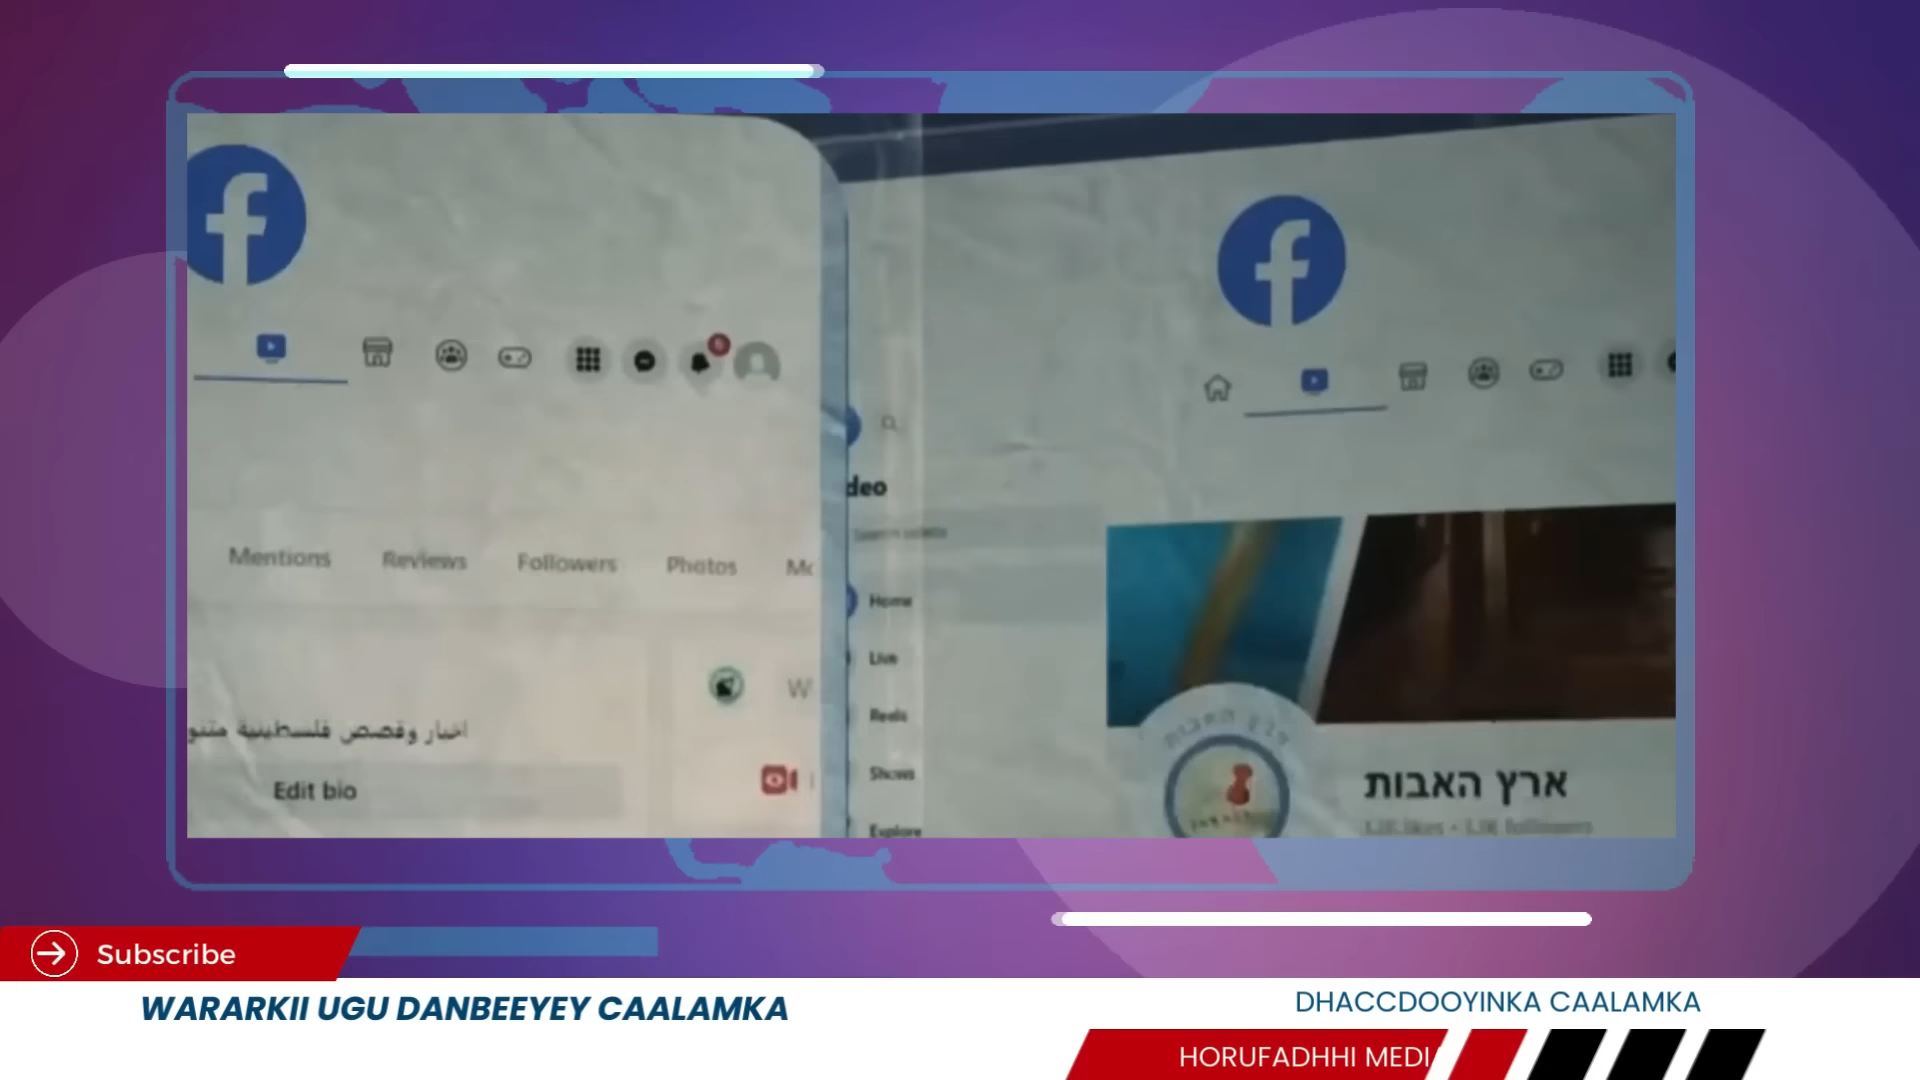 Mentions Reviews Followers Photos
اخبار وقصص فلسطينية
Edit bio
deo
Home
Live
Reels
Shows
Explore
ארץ האבות
Subscribe
WARARKII UGU DANBEEYEY CAALAMKA
DHACCDOOYINKA CAALAMKA
HORUFADHHI MEDI